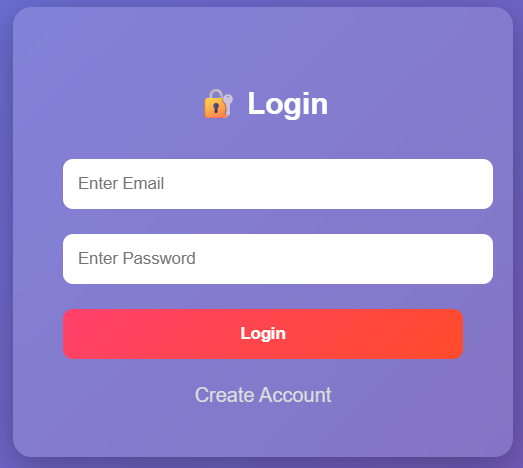 🔐 Login
Enter Email
Enter Password
Login
Create Account